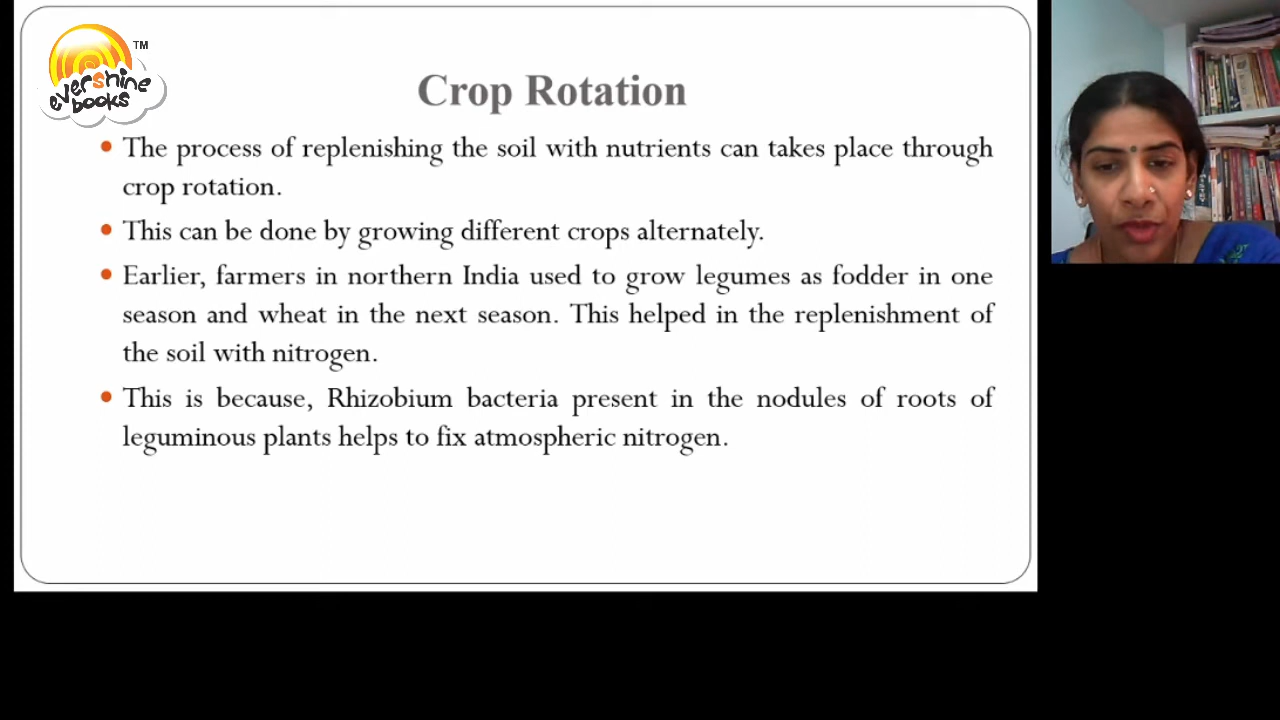 TM
evershine
books
Crop Rotation
The process of replenishing the soil with nutrients can takes place through
crop rotation.
This can be done by growing different crops alternately.
Earlier, farmers in northern India used to grow legumes as fodder in one
season and wheat in the next season. This helped in the replenishment of
the soil with nitrogen.
This is because, Rhizobium bacteria present in the nodules of roots of
leguminous plants helps to fix atmospheric nitrogen.